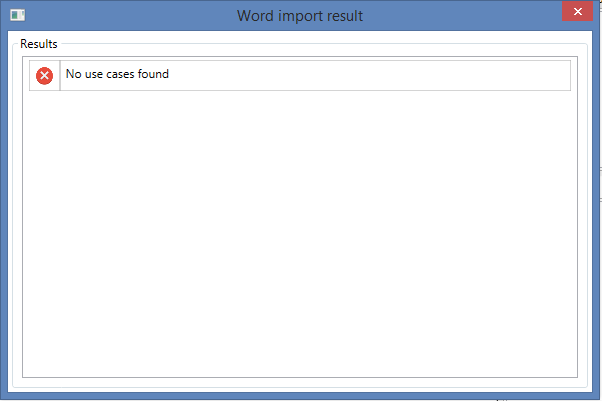 Word import result
Results
No use cases found